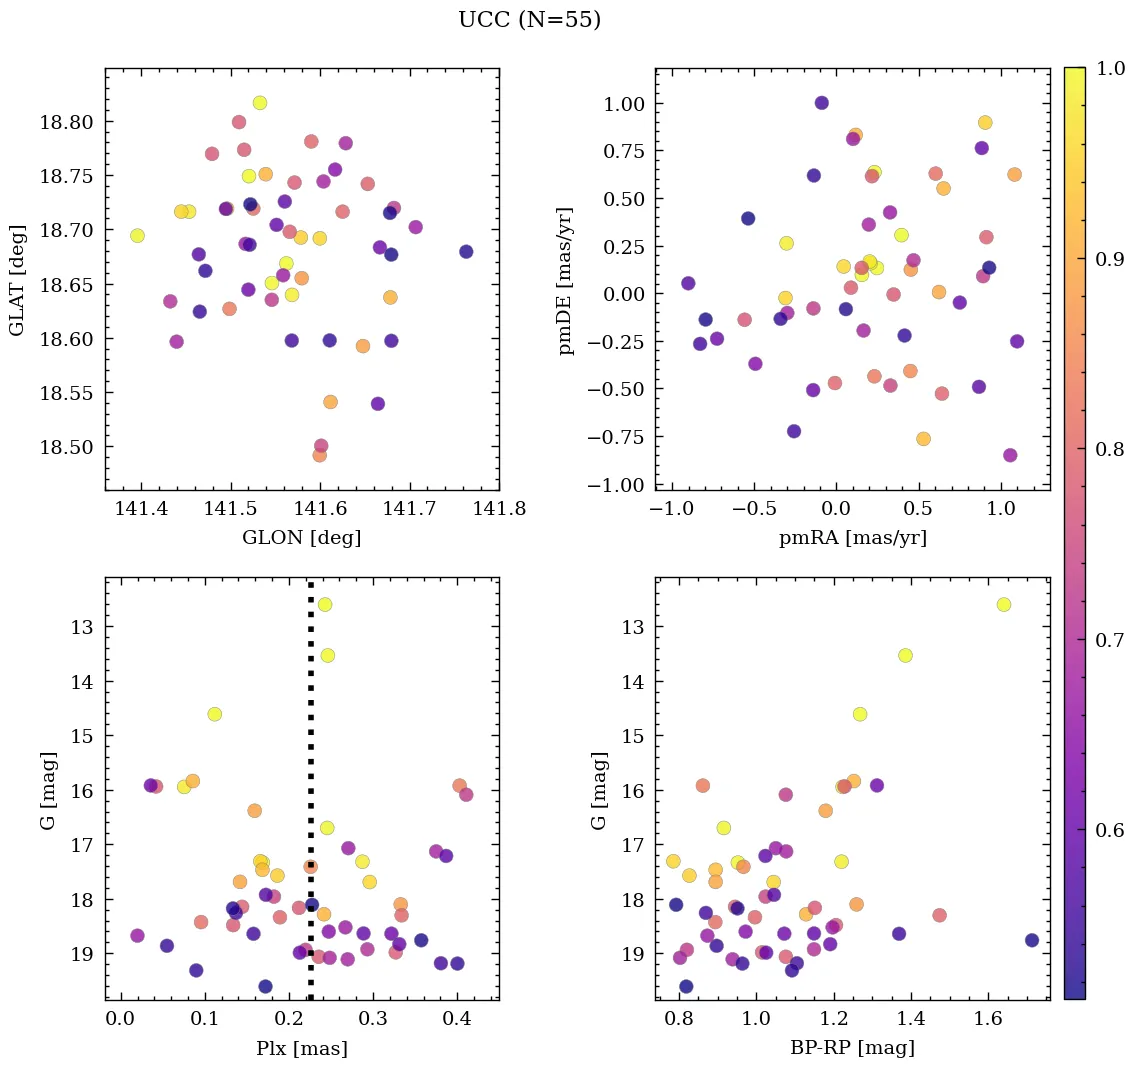 UCC (N=55)
18.80
18.75
18.70
18.65
18.60
18.55
18.50
GLAT [deg]
141.4 141.5 141.6 141.7 141.8
GLON [deg]
1.00
0.75
0.50
0.25
0.00
−0.25
−0.50
−0.75
−1.00
pmDE [mas/yr]
−1.0 −0.5 0.0 0.5 1.0
pmRA [mas/yr]
13
14
15
16
17
18
19
G [mag]
0.0 0.1 0.2 0.3 0.4
Plx [mas]
13
14
15
16
17
18
19
G [mag]
0.8 1.0 1.2 1.4 1.6
BP-RP [mag]
1.0
0.9
0.8
0.7
0.6